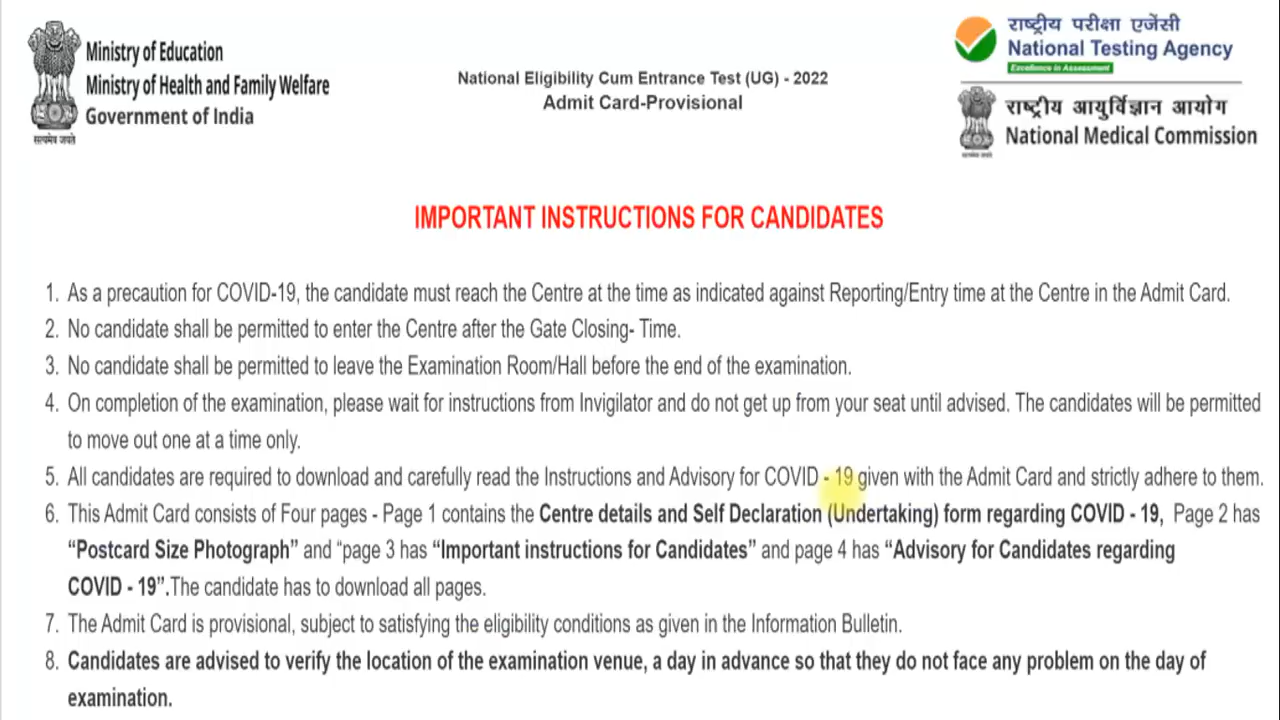 Ministry of Education
Ministry of Health and Family Welfare
Government of India
सत्यमेव जयते
National Eligibility Cum Entrance Test (UG) - 2022
Admit Card-Provisional
राष्ट्रीय परीक्षा एजेंसी
National Testing Agency
Excellence in Assessment
राष्ट्रीय आयुर्विज्ञान आयोग
National Medical Commission
IMPORTANT INSTRUCTIONS FOR CANDIDATES
1. As a precaution for COVID-19, the candidate must reach the Centre at the time as indicated against Reporting/Entry time at the Centre in the Admit Card.
2. No candidate shall be permitted to enter the Centre after the Gate Closing- Time.
3. No candidate shall be permitted to leave the Examination Room/Hall before the end of the examination.
4. On completion of the examination, please wait for instructions from Invigilator and do not get up from your seat until advised. The candidates will be permitted
to move out one at a time only.
5. All candidates are required to download and carefully read the Instructions and Advisory for COVID - 19 given with the Admit Card and strictly adhere to them.
6. This Admit Card consists of Four pages - Page 1 contains the Centre details and Self Declaration (Undertaking) form regarding COVID - 19, Page 2 has
“Postcard Size Photograph” and “page 3 has “Important instructions for Candidates” and page 4 has “Advisory for Candidates regarding
COVID - 19”.The candidate has to download all pages.
7. The Admit Card is provisional, subject to satisfying the eligibility conditions as given in the Information Bulletin.
8. Candidates are advised to verify the location of the examination venue, a day in advance so that they do not face any problem on the day of
examination.